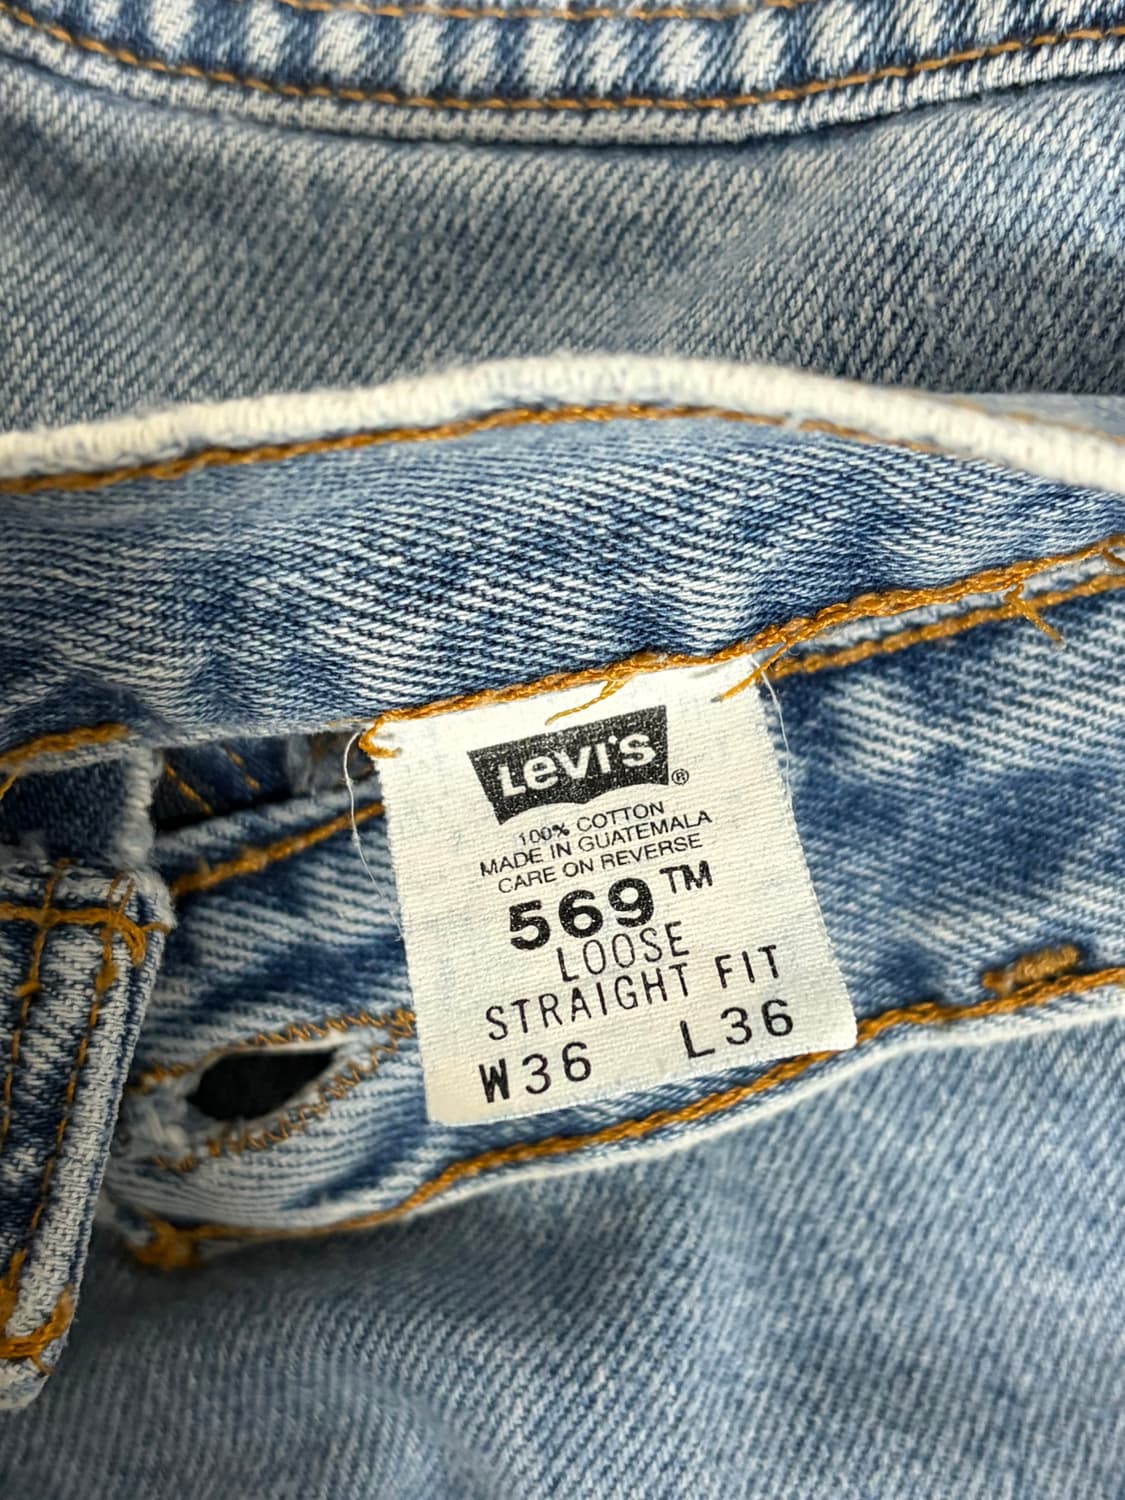 Levi's®
100% COTTON
MADE IN GUATEMALA
CARE ON REVERSE
569™
LOOSE
STRAIGHT FIT
W36 L36